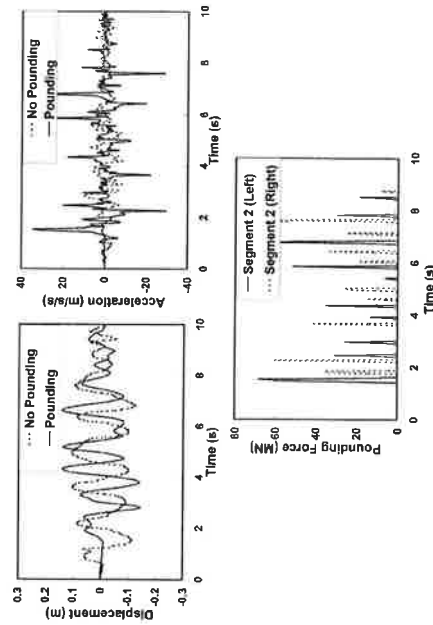 0.3
0.2
0.1
0
-0.1
-0.2
-0.3
Displacement (m)
No Pounding
Pounding
0 2 4 6 8 10
Time (s)
40
20
0
-20
-40
Acceleration (m/s/s)
No Pounding
Pounding
0 2 4 6 8 10
Time (s)
80
60
40
20
0
Pounding Force (MN)
Segment 2 (Left)
Segment 2 (Right)
0 2 4 6 8 10
Time (s)